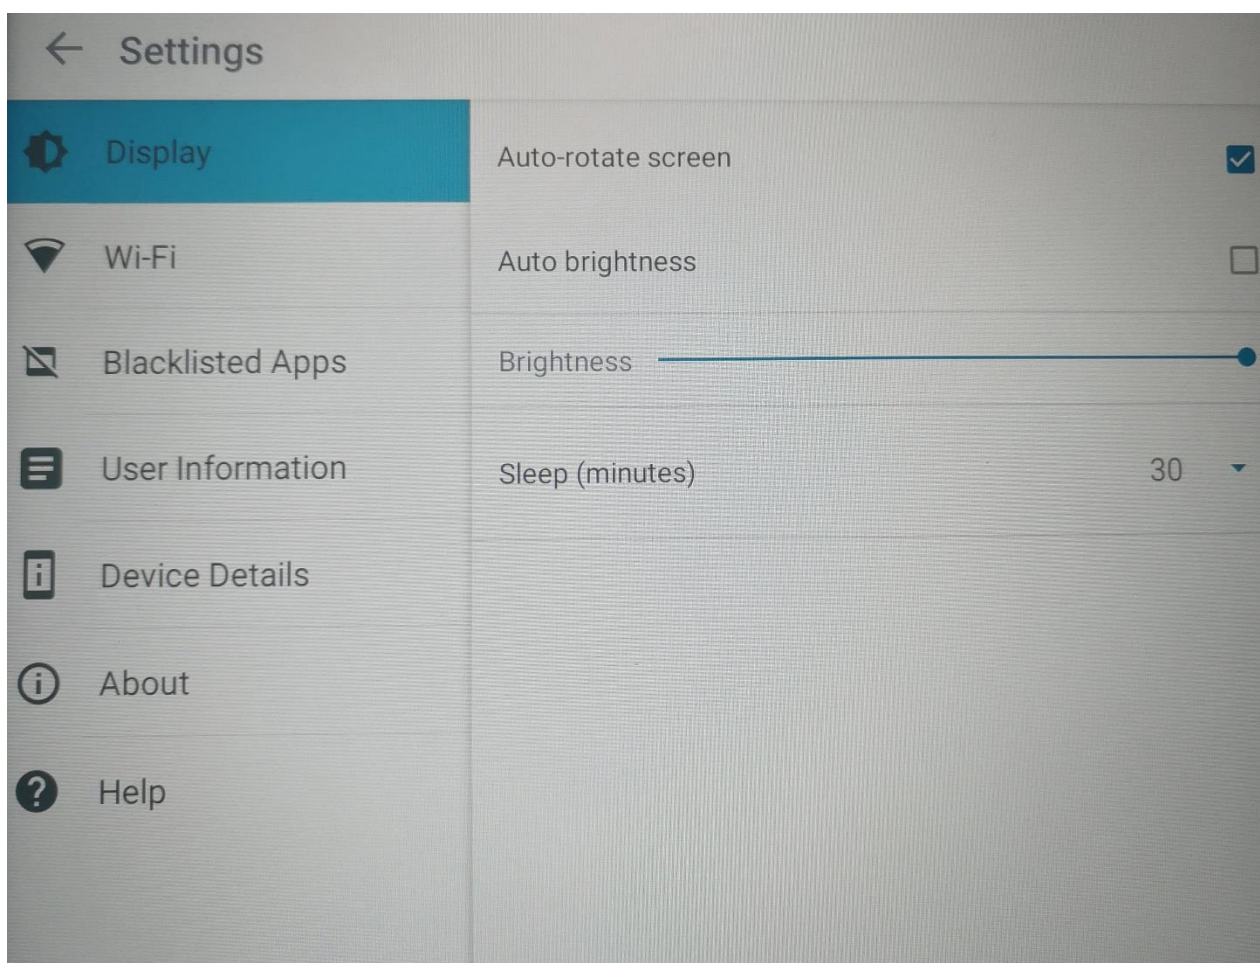 Settings
Display
Wi-Fi
Blacklisted Apps
User Information
Device Details
About
Help
Auto-rotate screen
Auto brightness
Brightness
Sleep (minutes) 30